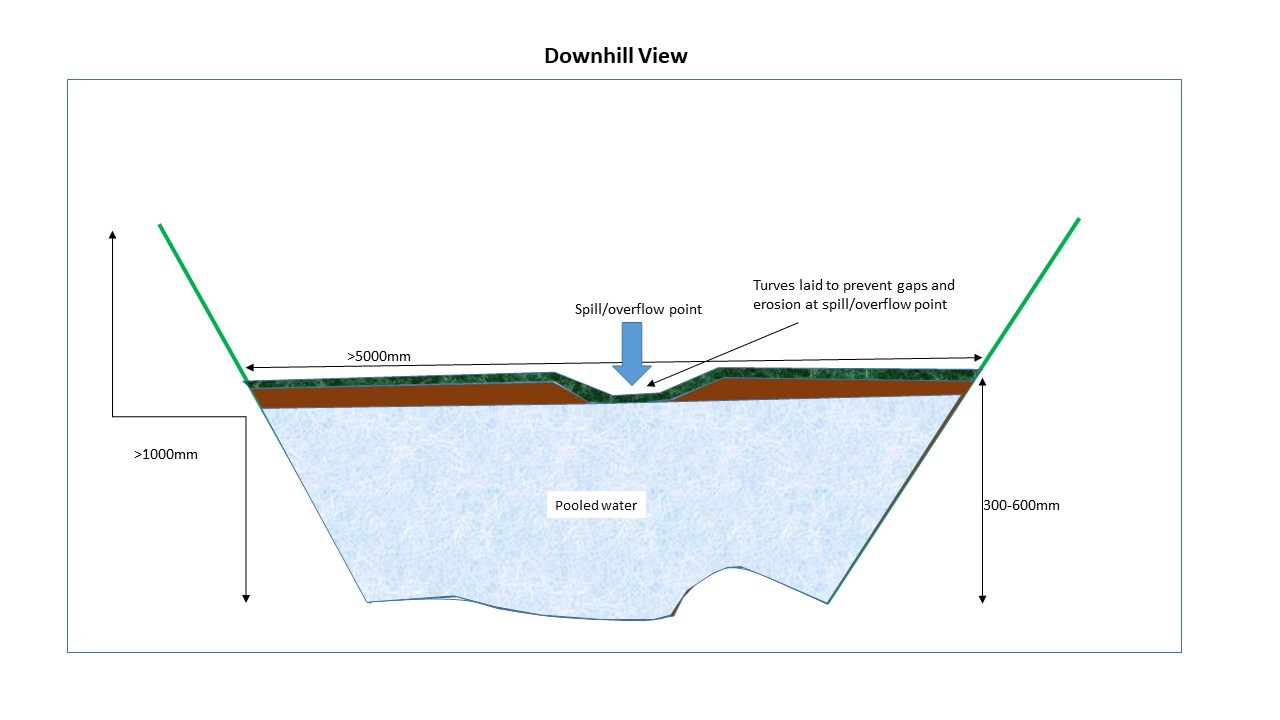 Downhill View
Turves laid to prevent gaps and
erosion at spill/overflow point
Spill/overflow point
>5000mm
>1000mm
Pooled water
300-600mm